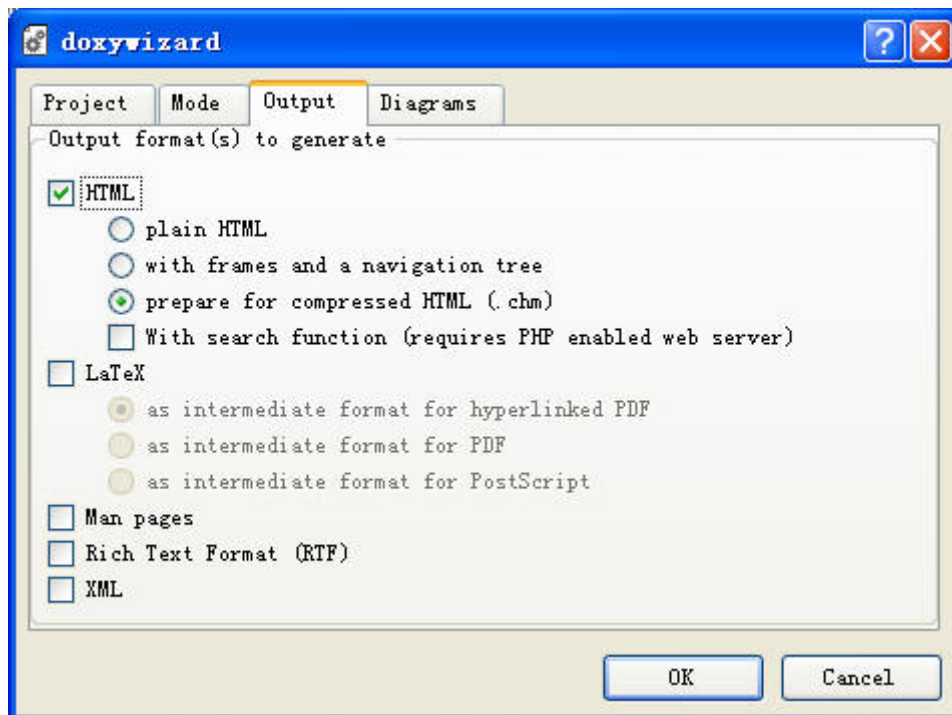 doxywizard
Project Mode Output Diagrams
Output format(s) to generate
HTML
plain HTML
with frames and a navigation tree
prepare for compressed HTML (.chm)
With search function (requires PHP enabled web server)
LaTeX
as intermediate format for hyperlinked PDF
as intermediate format for PDF
as intermediate format for PostScript
Man pages
Rich Text Format (RTF)
XML
OK Cancel